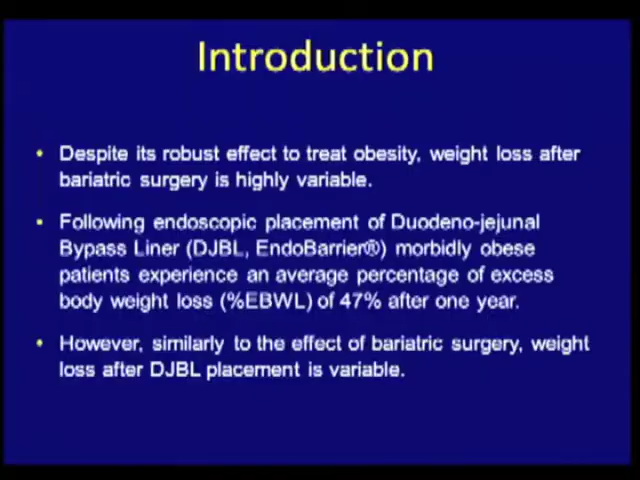 Introduction
• Despite its robust effect to treat obesity, weight loss after
bariatric surgery is highly variable.
• Following endoscopic placement of Duodeno-jejunal
Bypass Liner (DJBL, EndoBarrier®) morbidly obese
patients experience an average percentage of excess
body weight loss (%EBWL) of 47% after one year.
• However, similarly to the effect of bariatric surgery, weight
loss after DJBL placement is variable.